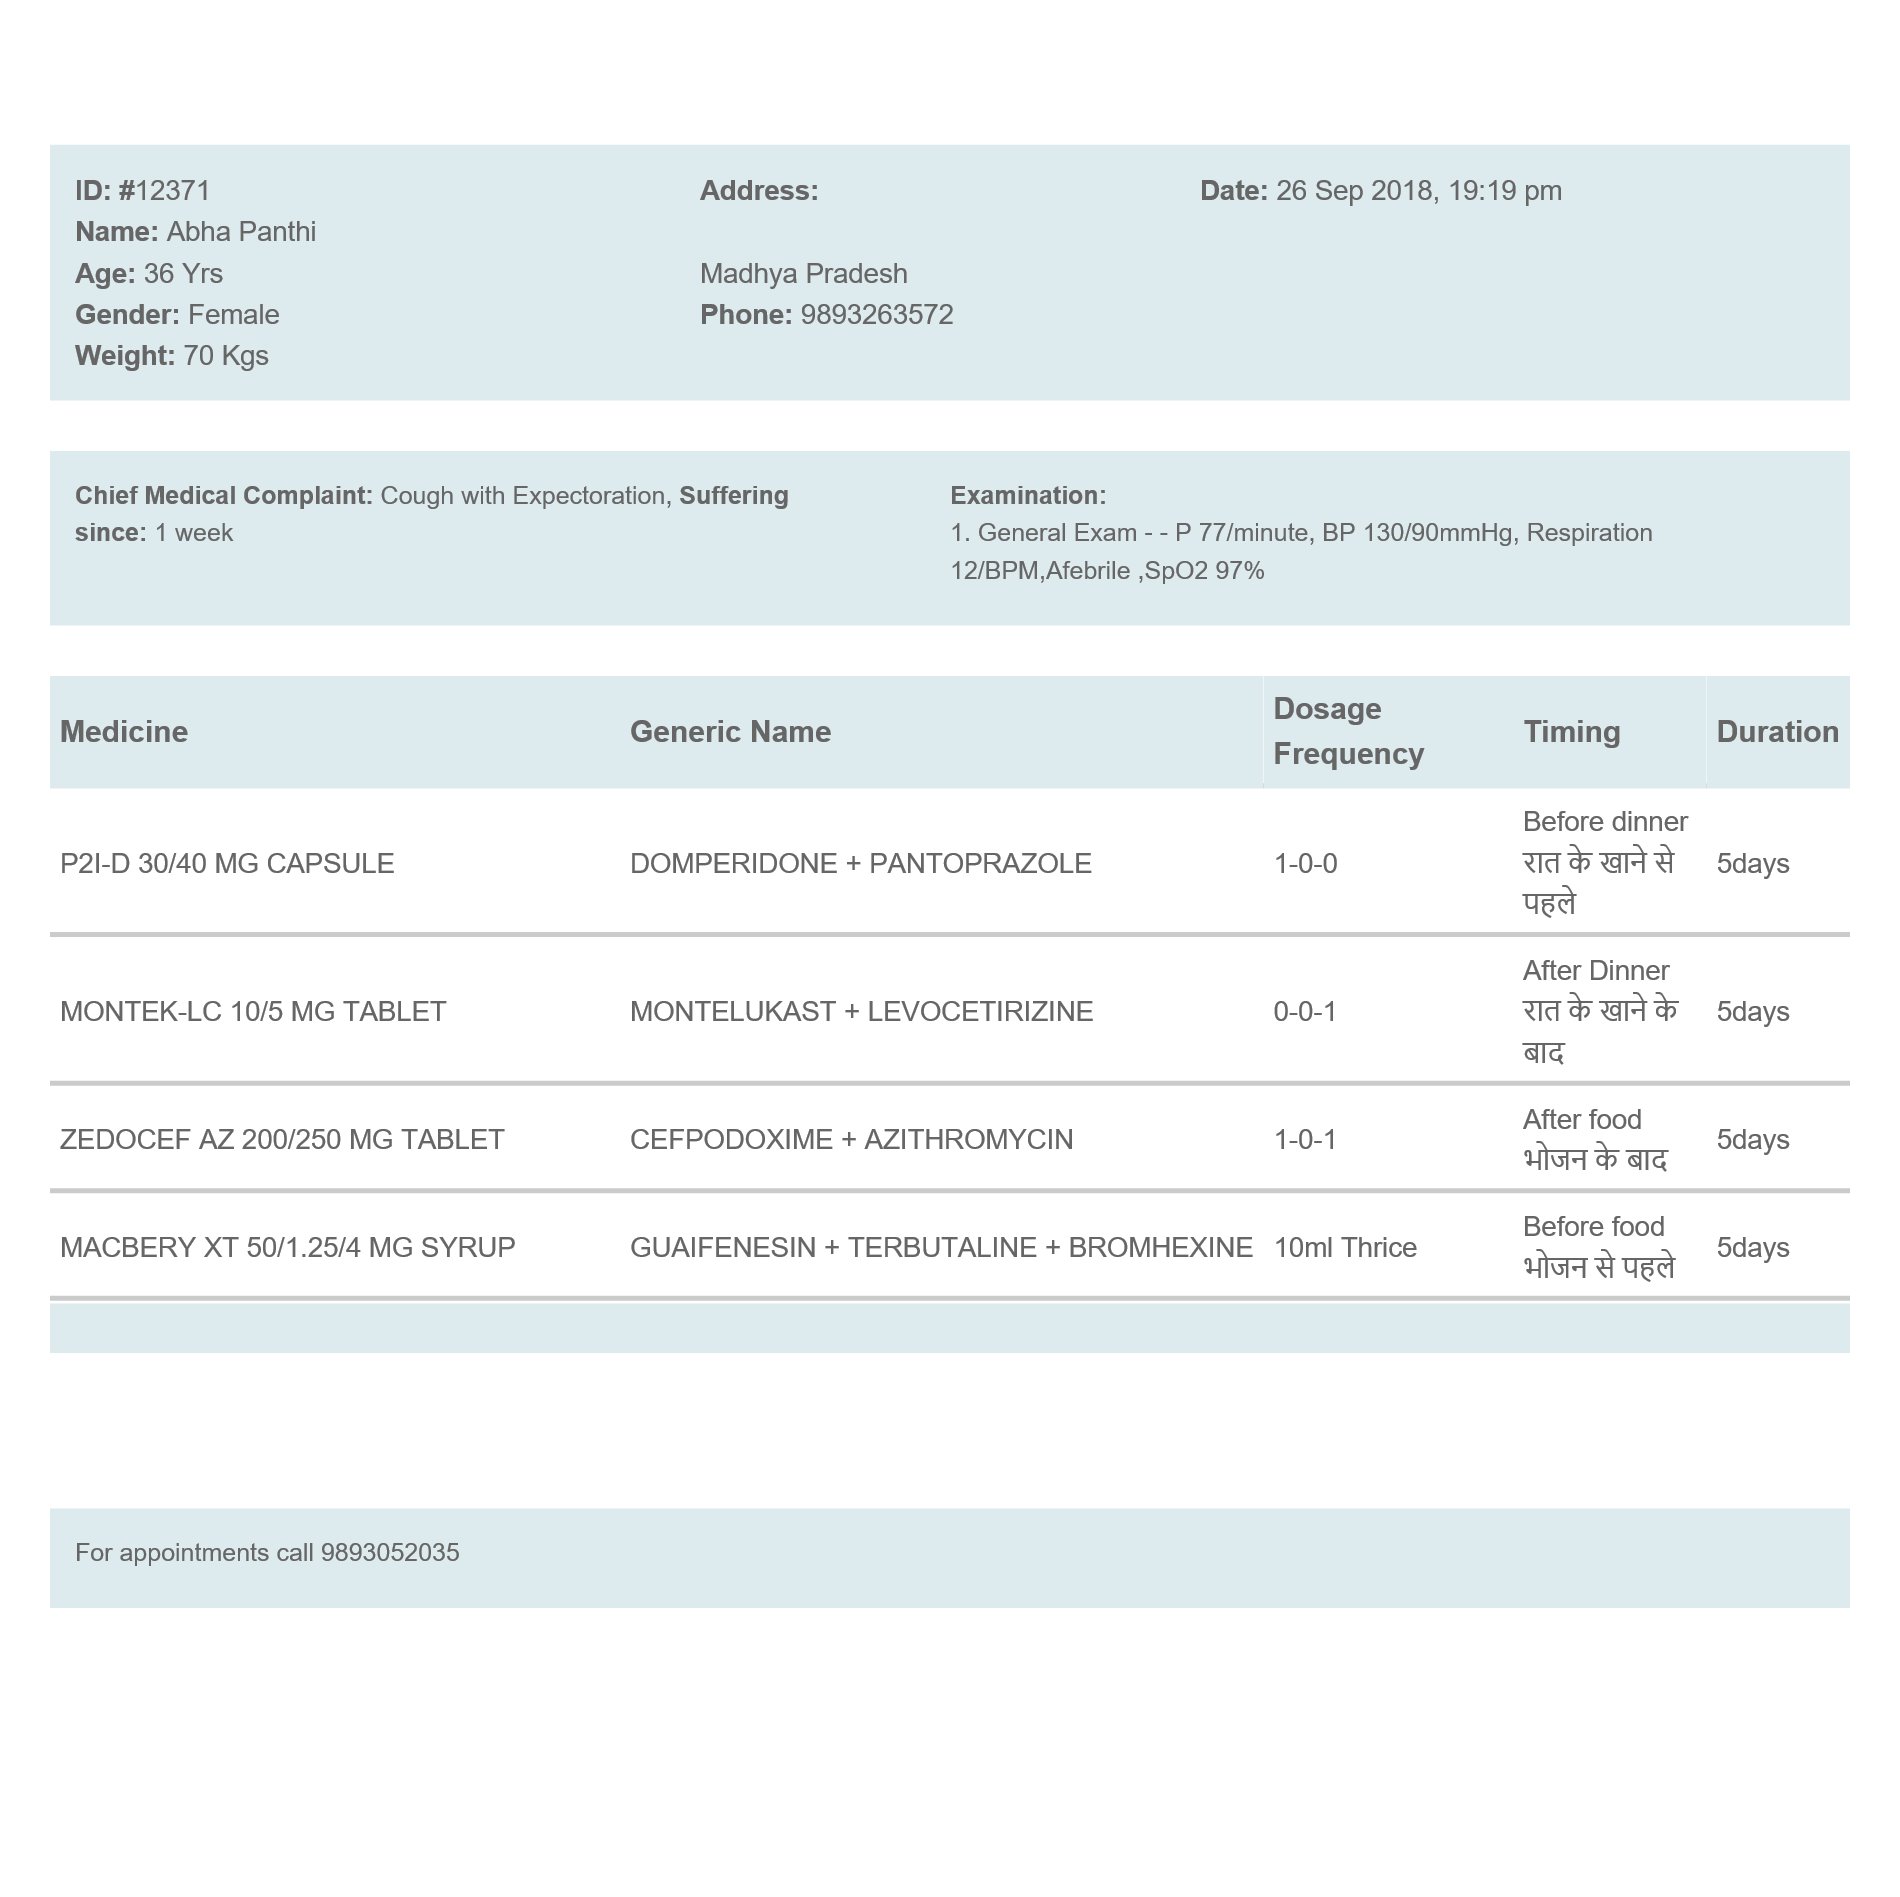 ID: #12371
Name: Abha Panthi
Age: 36 Yrs
Gender: Female
Weight: 70 Kgs
Address:
Madhya Pradesh
Phone: 9893263572
Date: 26 Sep 2018, 19:19 pm
Chief Medical Complaint: Cough with Expectoration, Suffering
since: 1 week
Examination:
1. General Exam - - P 77/minute, BP 130/90mmHg, Respiration
12/BPM,Afebrile ,SpO2 97%
Medicine Generic Name Dosage Frequency Timing Duration
P2I-D 30/40 MG CAPSULE DOMPERIDONE + PANTOPRAZOLE 1-0-0 Before dinner रात के खाने से पहले 5days
MONTEK-LC 10/5 MG TABLET MONTELUKAST + LEVOCETIRIZINE 0-0-1 After Dinner रात के खाने के बाद 5days
ZEDOCEF AZ 200/250 MG TABLET CEFPODOXIME + AZITHROMYCIN 1-0-1 After food भोजन के बाद 5days
MACBERY XT 50/1.25/4 MG SYRUP GUAIFENESIN + TERBUTALINE + BROMHEXINE 10ml Thrice Before food भोजन से पहले 5days
For appointments call 9893052035